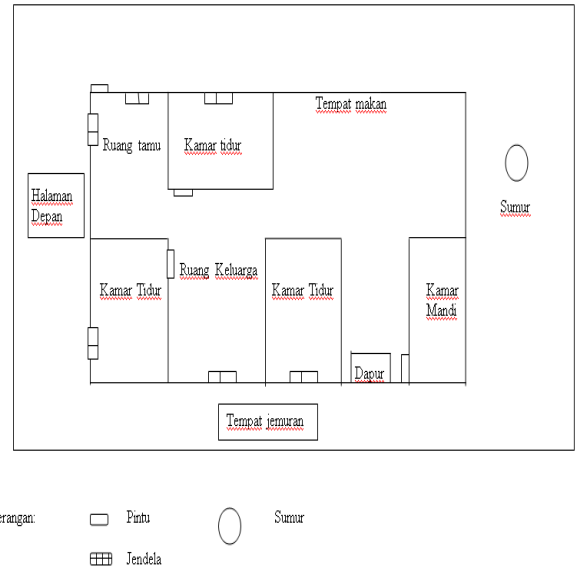 Tempat makan
Ruang tamu
Kamar tidur
Halaman
Depan
Sumur
Ruang Keluarga
Kamar Tidur
Kamar Tidur
Kamar
Mandi
Dapur
Tempat jemuran
erangan:
Pintu
Sumur
Jendela